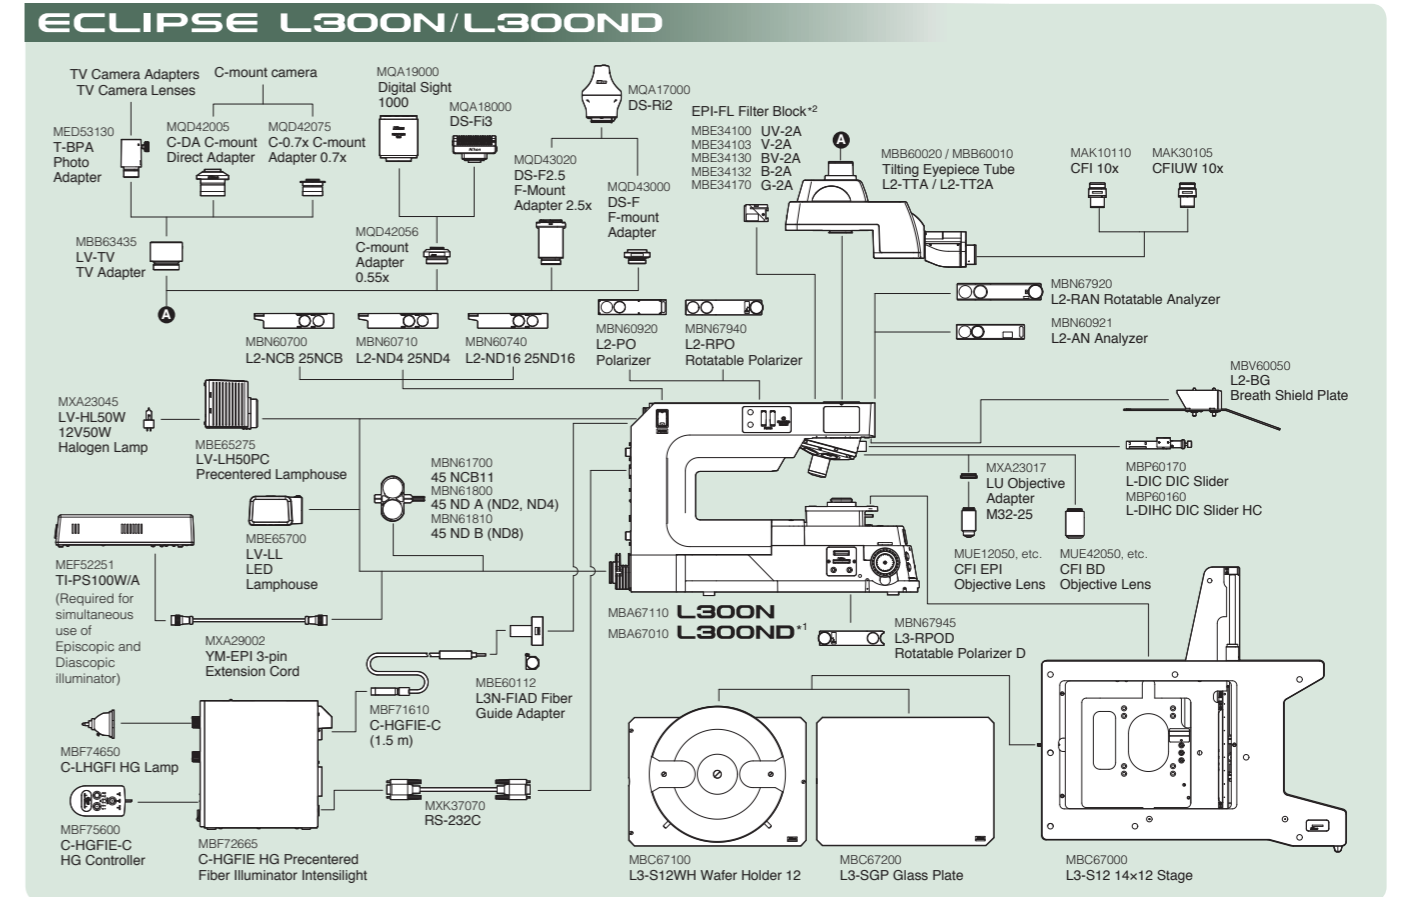 ECLIPSE L300N/L300ND
TV Camera Adapters
TV Camera Lenses
C-mount camera
MED53130
T-BPA
Photo
Adapter
MQD42005
C-DA C-mount
Direct Adapter
MQD42075
C-0.7x C-mount
Adapter 0.7x
MQA19000
Digital Sight
1000
MQA18000
DS-Fi3
MQA17000
DS-Ri2
MQD43020
DS-F2.5
F-Mount
Adapter 2.5x
MQD43000
DS-F
F-mount
Adapter
MBB63435
LV-TV
TV Adapter
MQD42056
C-mount
Adapter
0.55x
A
EPI-FL Filter Block*2
MBE34100 UV-2A
MBE34103 V-2A
MBE34130 BV-2A
MBE34132 B-2A
MBE34170 G-2A
A
MBB60020 / MBB60010
Tilting Eyepiece Tube
L2-TTA / L2-TT2A
MAK10110
CFI 10x
MAK30105
CFIUW 10x
MBN67920
L2-RAN Rotatable Analyzer
MBN60921
L2-AN Analyzer
MBN60700
L2-NCB 25NCB
MBN60710
L2-ND4 25ND4
MBN60740
L2-ND16 25ND16
MBN60920
L2-PO
Polarizer
MBN67940
L2-RPO
Rotatable Polarizer
MBV60050
L2-BG
Breath Shield Plate
MXA23045
LV-HL50W
12V50W
Halogen Lamp
MBE65275
LV-LH50PC
Precentered Lamphouse
MBN61700
45 NCB11
MBN61800
45 ND A (ND2, ND4)
MBN61810
45 ND B (ND8)
MXA23017
LU Objective
Adapter
M32-25
MBP60170
L-DIC DIC Slider
MBP60160
L-DIHC DIC Slider HC
MBE65700
LV-LL
LED
Lamphouse
MEF52251
TI-PS100W/A
(Required for
simultaneous
use of
Episcopic and
Diascopic
illuminator)
MUE12050, etc.
CFI EPI
Objective Lens
MUE42050, etc.
CFI BD
Objective Lens
MBA67110 L300N
MBA67010 L300ND*1
MBN67945
L3-RPOD
Rotatable Polarizer D
MXA29002
YM-EPI 3-pin
Extension Cord
MBE60112
L3N-FIAD Fiber
Guide Adapter
MBF71610
C-HGFIE-C
(1.5 m)
MBF74650
C-LHGFI HG Lamp
MXK37070
RS-232C
MBF75600
C-HGFIE-C
HG Controller
MBF72665
C-HGFIE HG Precentered
Fiber Illuminator Intensilight
MBC67100
L3-S12WH Wafer Holder 12
MBC67200
L3-SGP Glass Plate
MBC67000
L3-S12 14×12 Stage